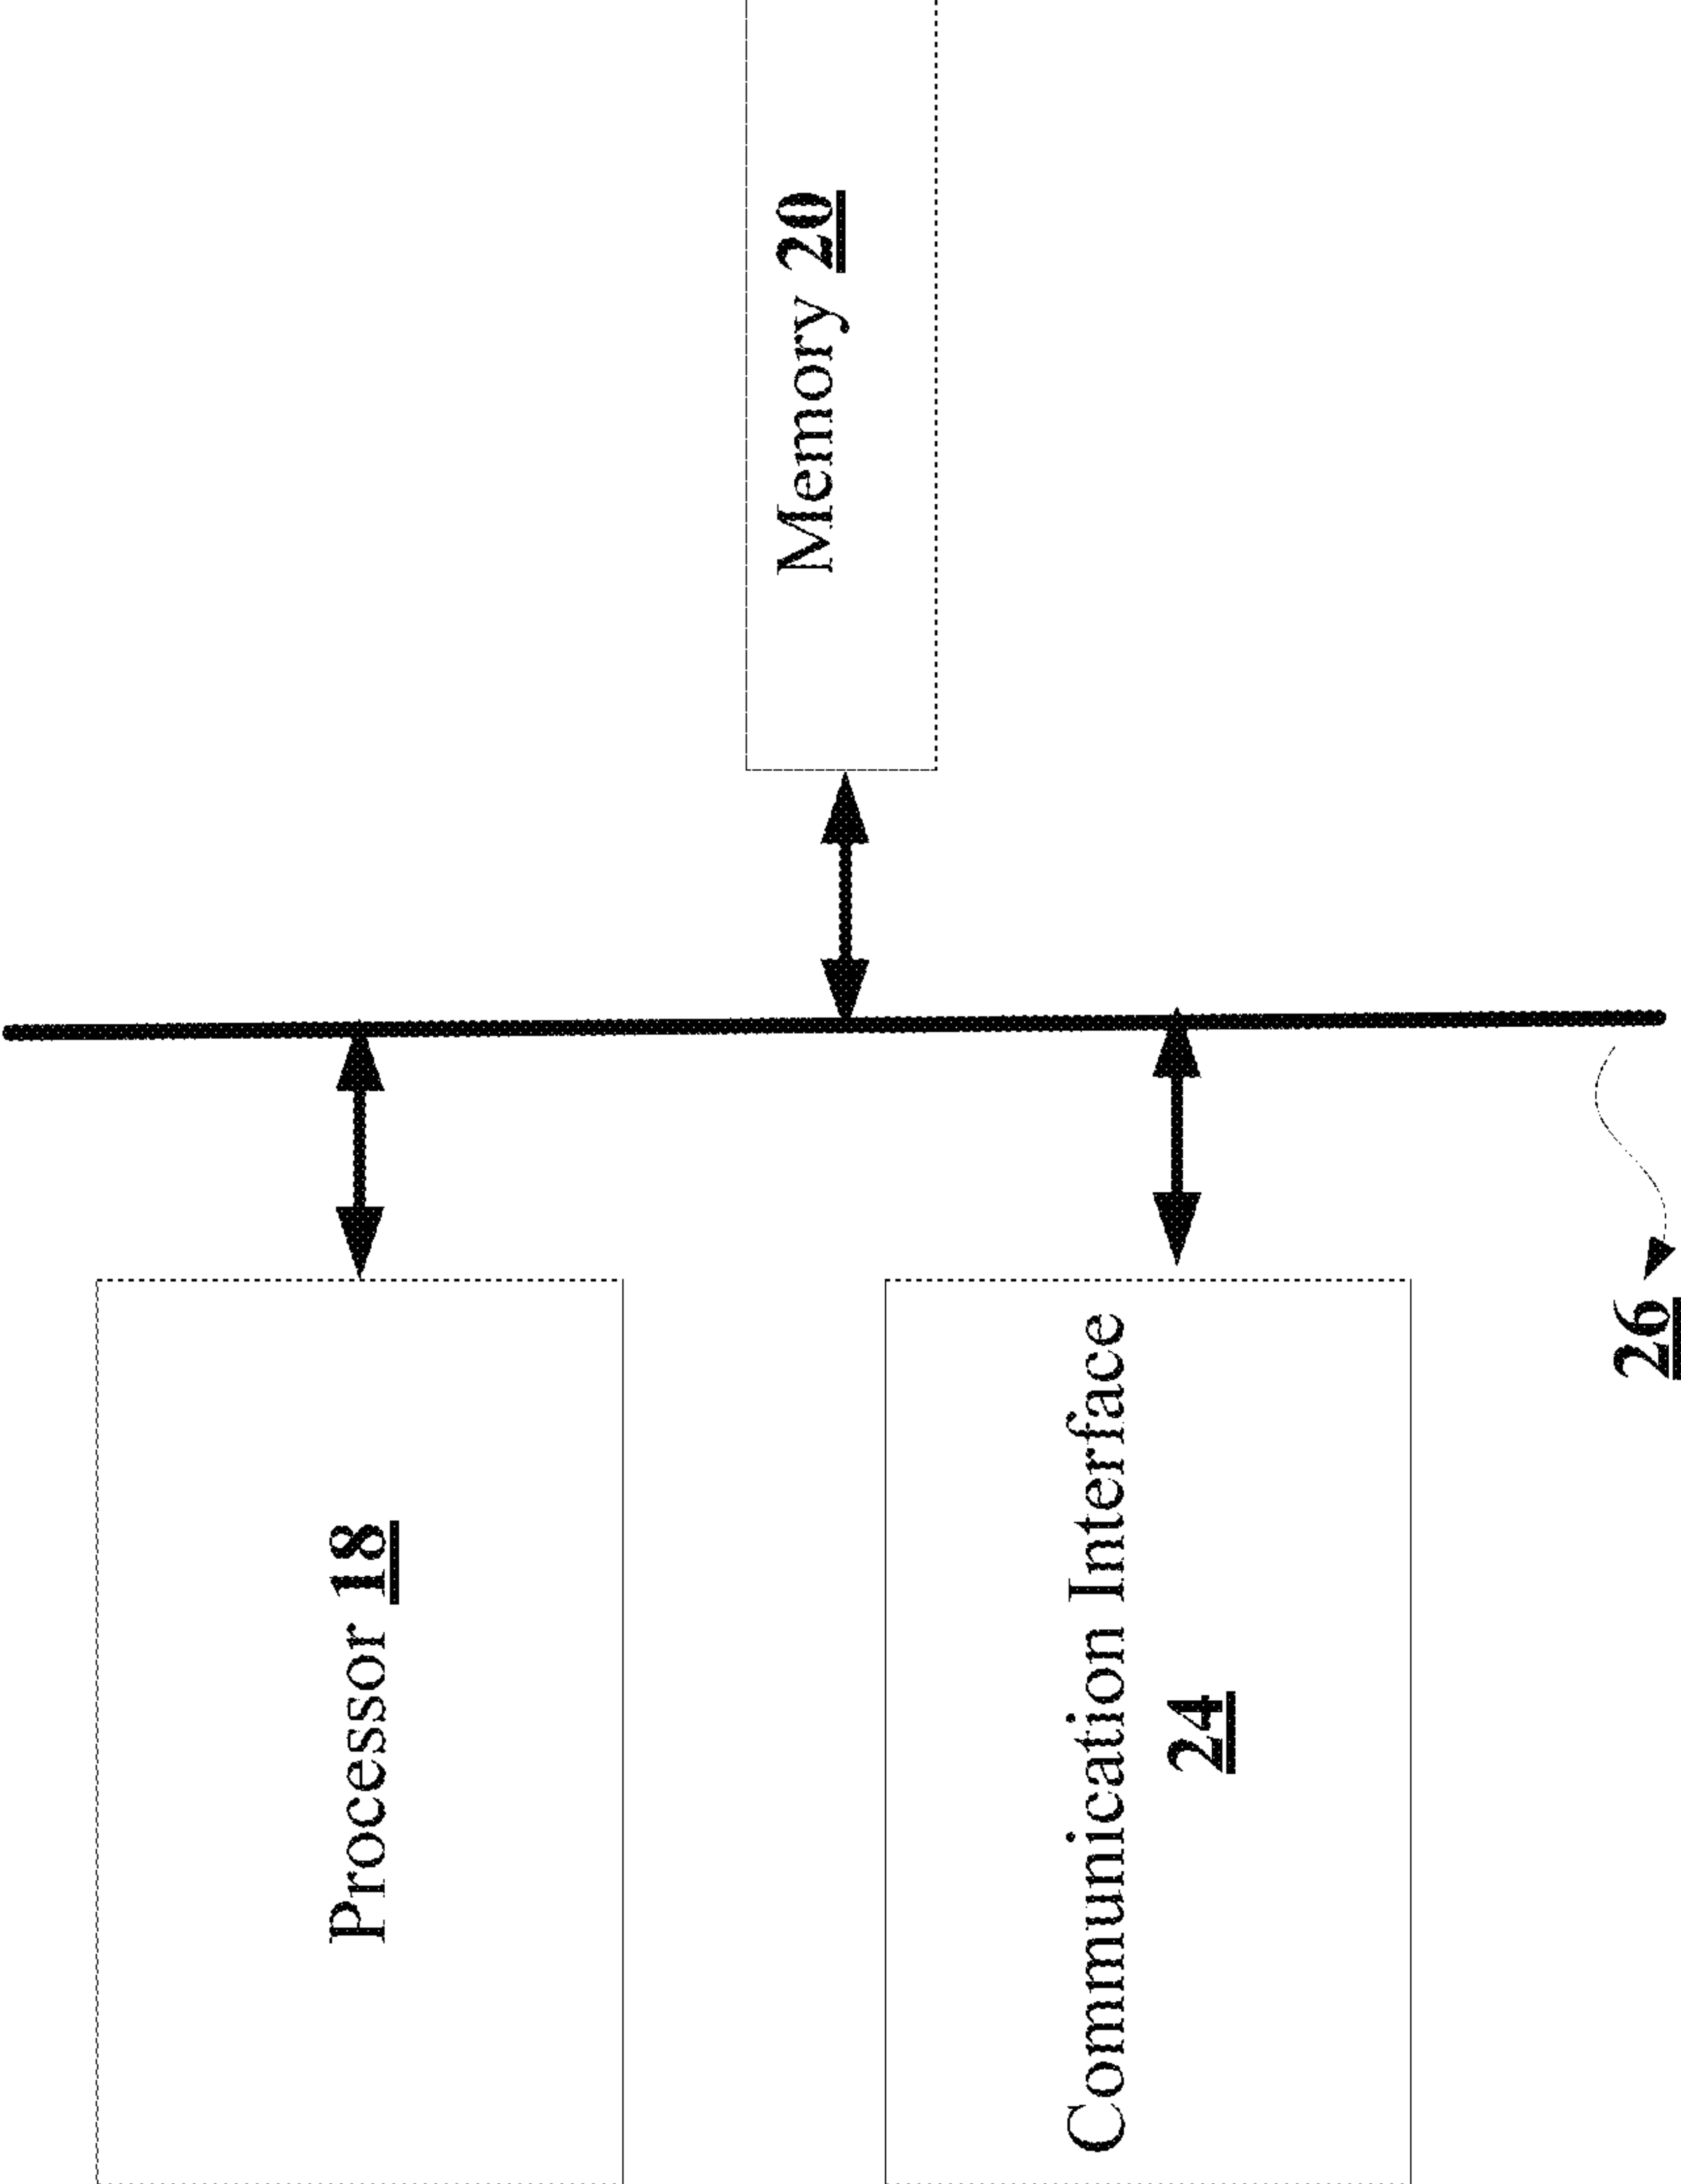 Processor 18
Memory 20
Communication Interface
24
26